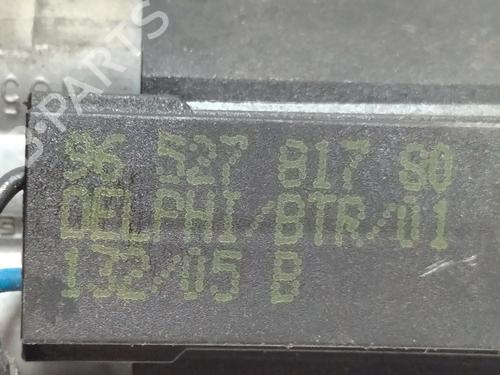 96 527 817 80
DELPHI/BTR/01
132/05 B
B-PARTS